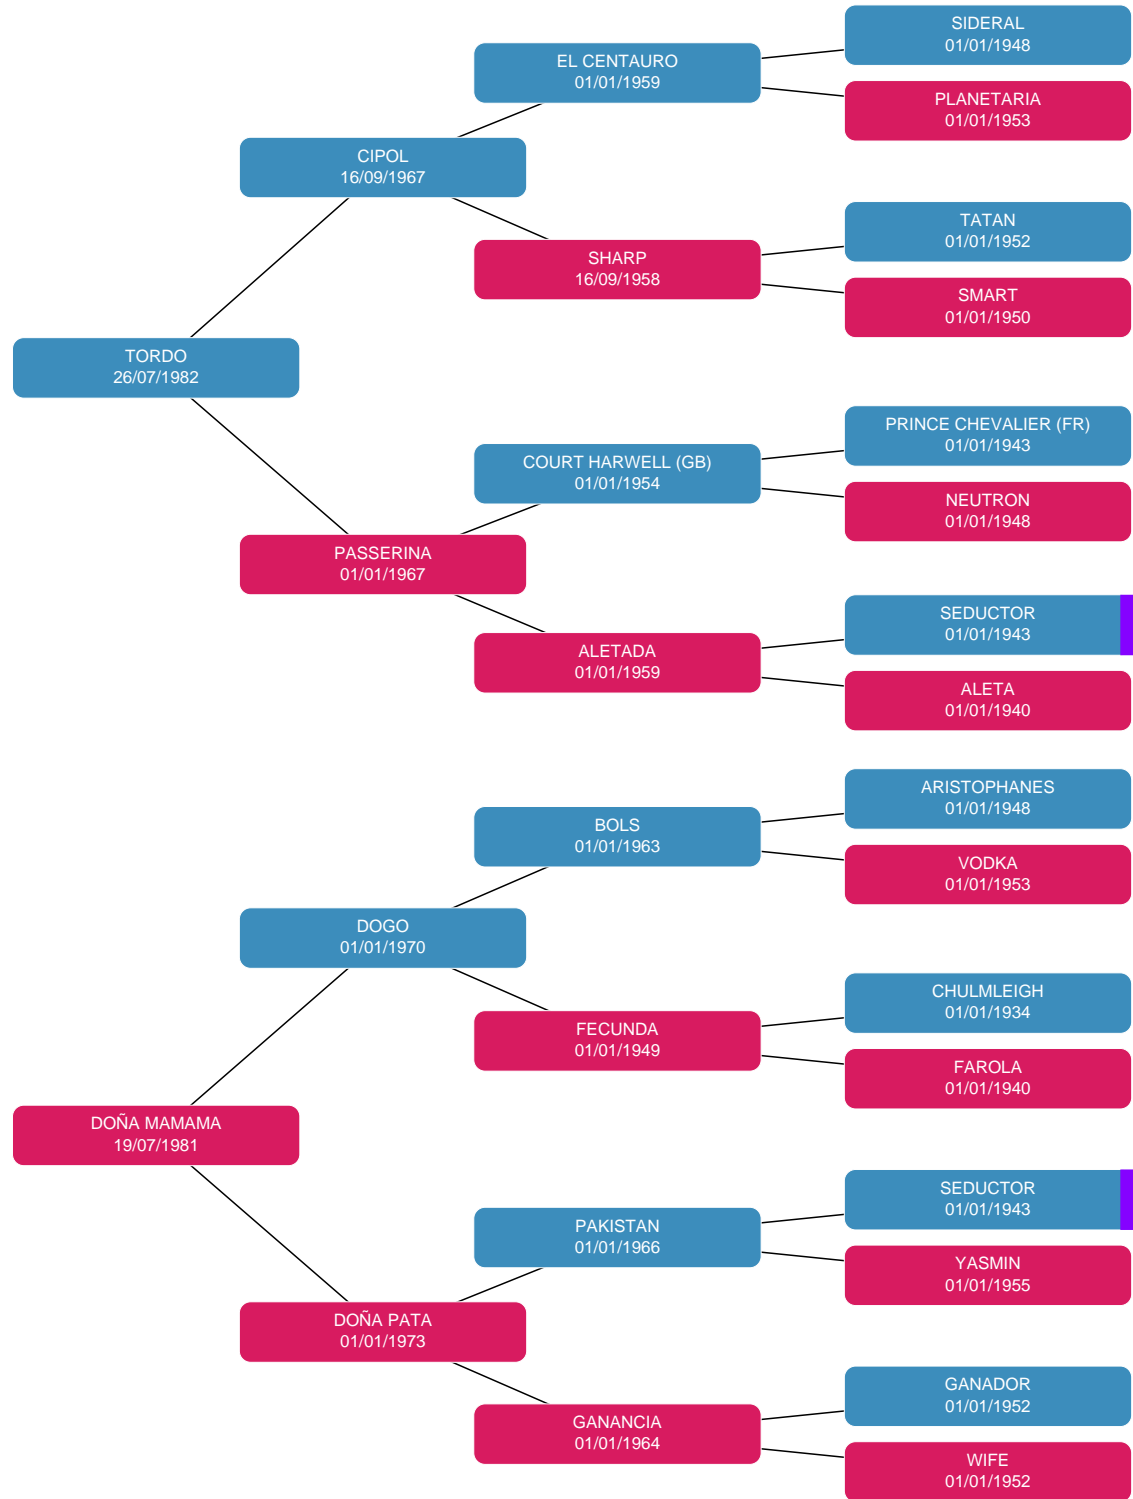 SIDERAL
01/01/1948
EL CENTAURO
01/01/1959
PLANETARIA
01/01/1953
CIPOL
16/09/1967
TATAN
01/01/1952
SHARP
16/09/1958
SMART
01/01/1950
TORDO
26/07/1982
PRINCE CHEVALIER (FR)
01/01/1943
COURT HARWELL (GB)
01/01/1954
NEUTRON
01/01/1948
PASSERINA
01/01/1967
SEDUCTOR
01/01/1943
ALETADA
01/01/1959
ALETA
01/01/1940
ARISTOPHANES
01/01/1948
BOLS
01/01/1963
VODKA
01/01/1953
DOGO
01/01/1970
CHULMLEIGH
01/01/1934
FECUNDA
01/01/1949
FAROLA
01/01/1940
DOÑA MAMAMA
19/07/1981
SEDUCTOR
01/01/1943
PAKISTAN
01/01/1966
YASMIN
01/01/1955
DOÑA PATA
01/01/1973
GANADOR
01/01/1952
GANANCIA
01/01/1964
WIFE
01/01/1952